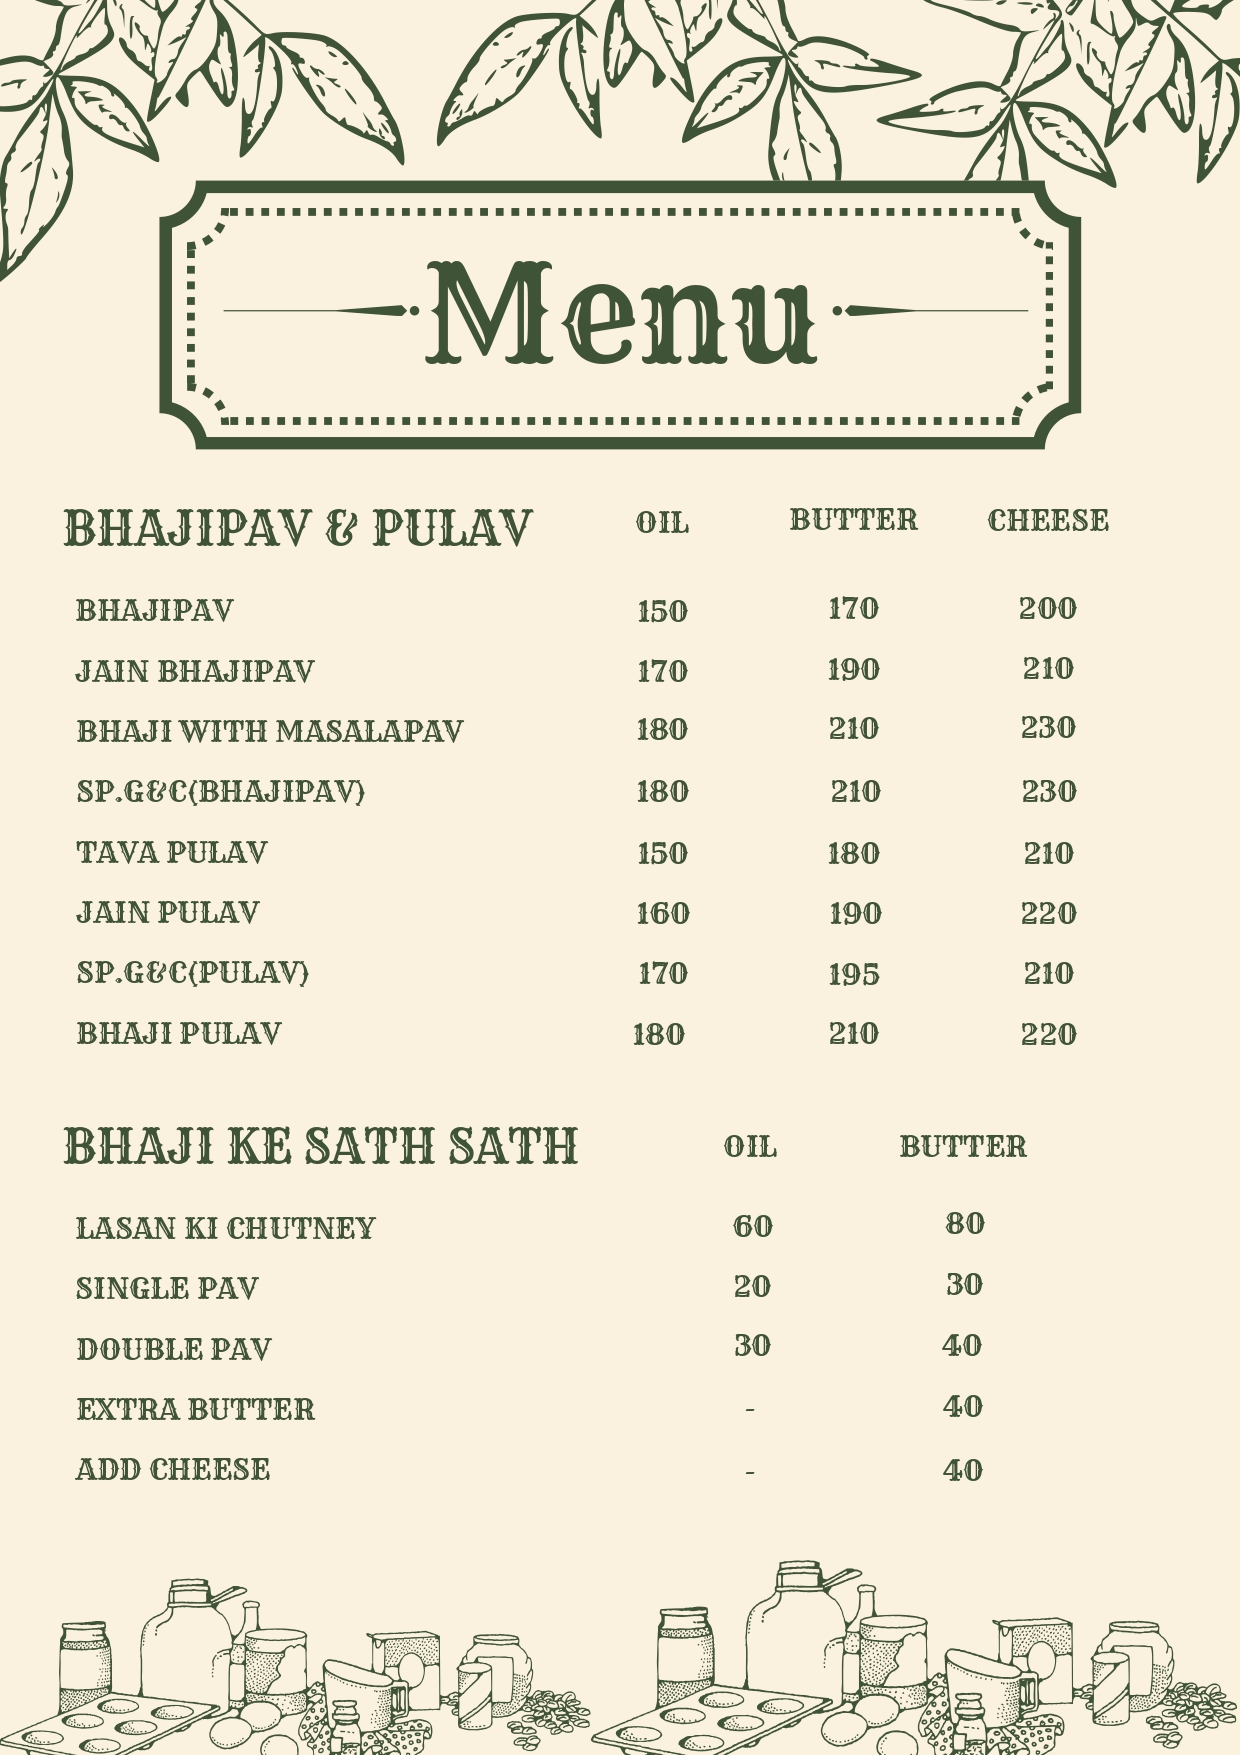 Menu
BHAJIPAV & PULAV OIL BUTTER CHEESE
BHAJIPAV 150 170 200
JAIN BHAJIPAV 170 190 210
BHAJI WITH MASALAPAV 180 210 230
SP.G&C(BHAJIPAV) 180 210 230
TAVA PULAV 150 180 210
JAIN PULAV 160 190 220
SP.G&C(PULAV) 170 195 210
BHAJI PULAV 180 210 220
BHAJI KE SATH SATH OIL BUTTER
LASAN KI CHUTNEY 60 80
SINGLE PAV 20 30
DOUBLE PAV 30 40
EXTRA BUTTER - 40
ADD CHEESE - 40